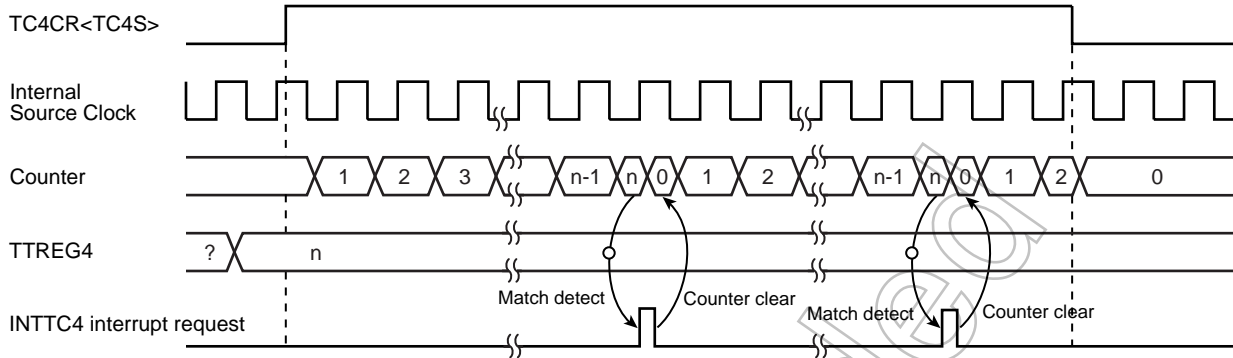 TC4CR<TC4S>
Internal
Source Clock
Counter 1 2 3 n-1 n 0 1 2 n-1 n 0 1 2 0
TTREG4 ? n
Match detect Counter clear Match detect Counter clear
INTTC4 interrupt request